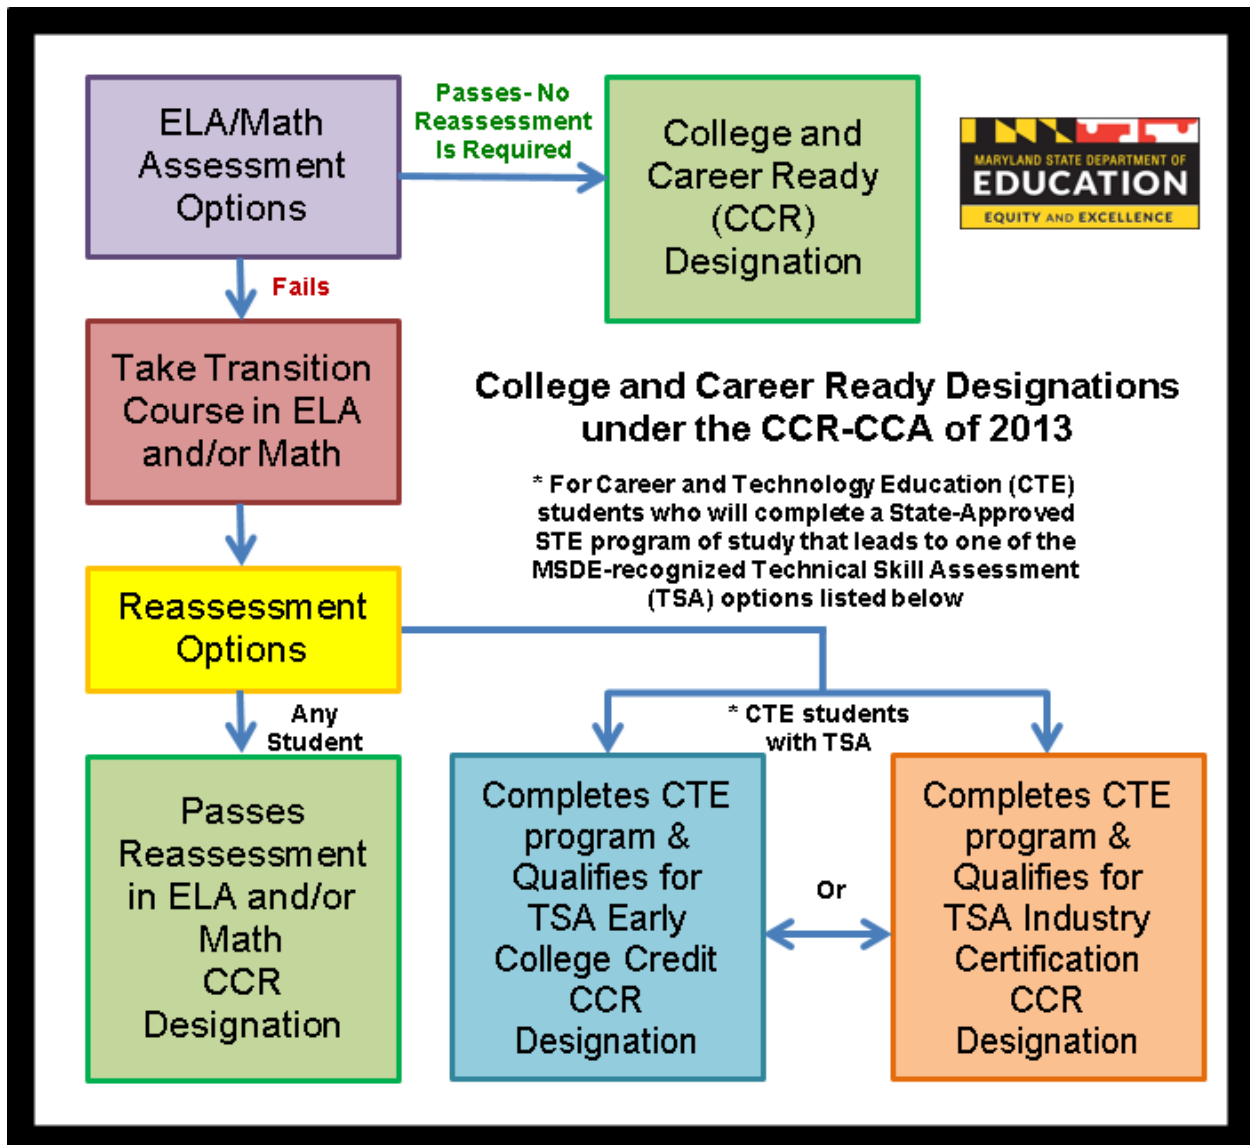 ELA/Math
Assessment
Options
Passes- No
Reassessment
Is Required
College and
Career Ready
(CCR)
Designation
MARYLAND STATE DEPARTMENT OF
EDUCATION
EQUITY AND EXCELLENCE
Fails
Take Transition
Course in ELA
and/or Math
College and Career Ready Designations
under the CCR-CCA of 2013
* For Career and Technology Education (CTE)
students who will complete a State-Approved
STE program of study that leads to one of the
MSDE-recognized Technical Skill Assessment
(TSA) options listed below
Reassessment
Options
Any
Student
* CTE students
with TSA
Passes
Reassessment
in ELA and/or
Math
CCR
Designation
Completes CTE
program &
Qualifies for
TSA Early
College Credit
CCR
Designation
Or
Completes CTE
program &
Qualifies for
TSA Industry
Certification
CCR
Designation